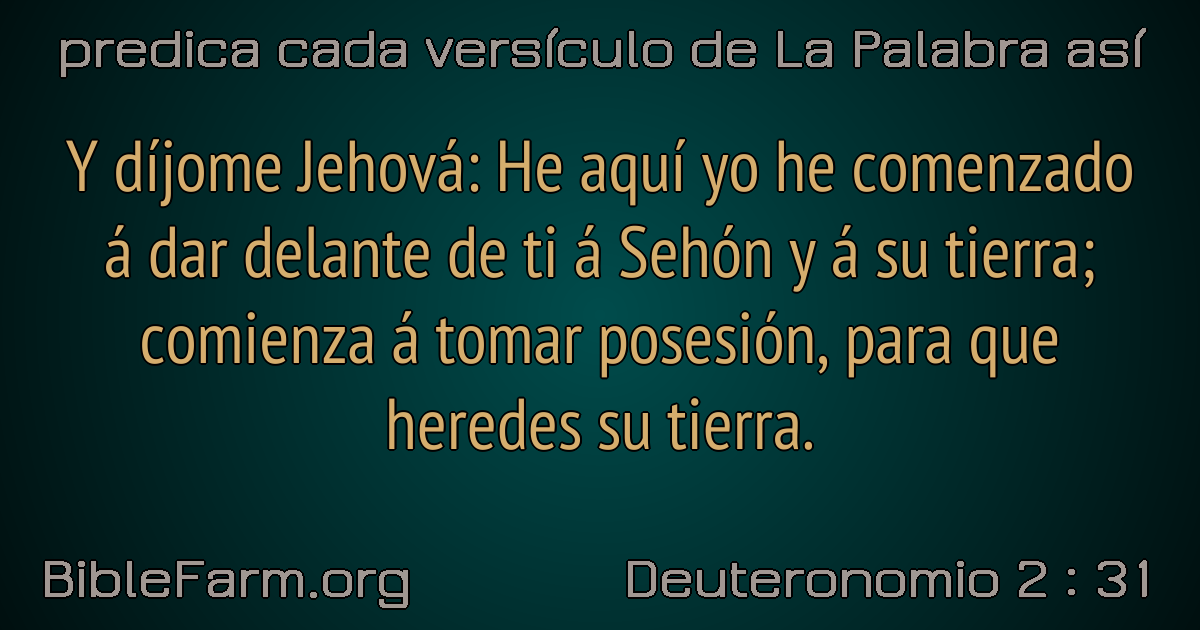 predica cada versículo de La Palabra así
Y díjome Jehová: He aquí yo he comenzado
á dar delante de ti á Sehón y á su tierra;
comienza á tomar posesión, para que
heredes su tierra.
BibleFarm.org
Deuteronomio 2 : 31